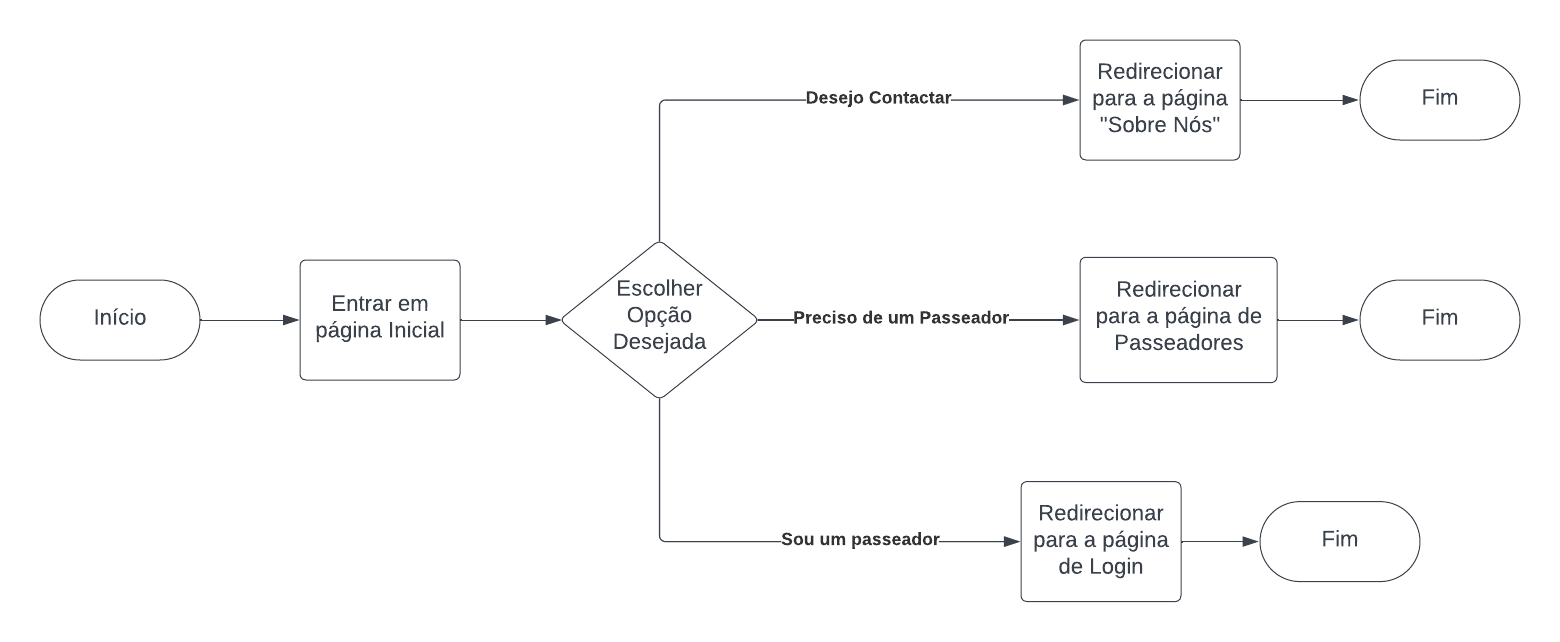 Desejo Contactar
Redirecionar
para a página
"Sobre Nós"
Fim
Início
Entrar em
página Inicial
Escolher
Opção
Desejada
Preciso de um Passeador
Redirecionar
para a página de
Passeadores
Fim
Sou um passeador
Redirecionar
para a página
de Login
Fim